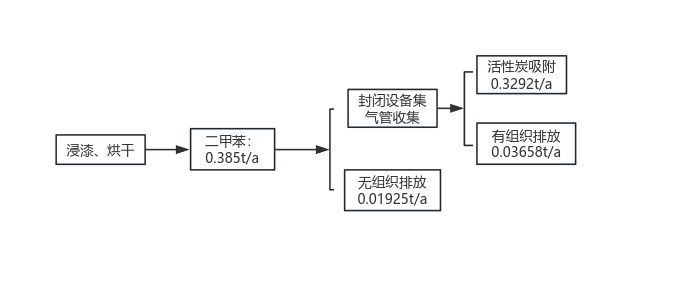 浸漆、烘干
二甲苯：
0.385t/a
封闭设备集
气管收集
无组织排放
0.01925t/a
活性炭吸附
0.3292t/a
有组织排放
0.03658t/a